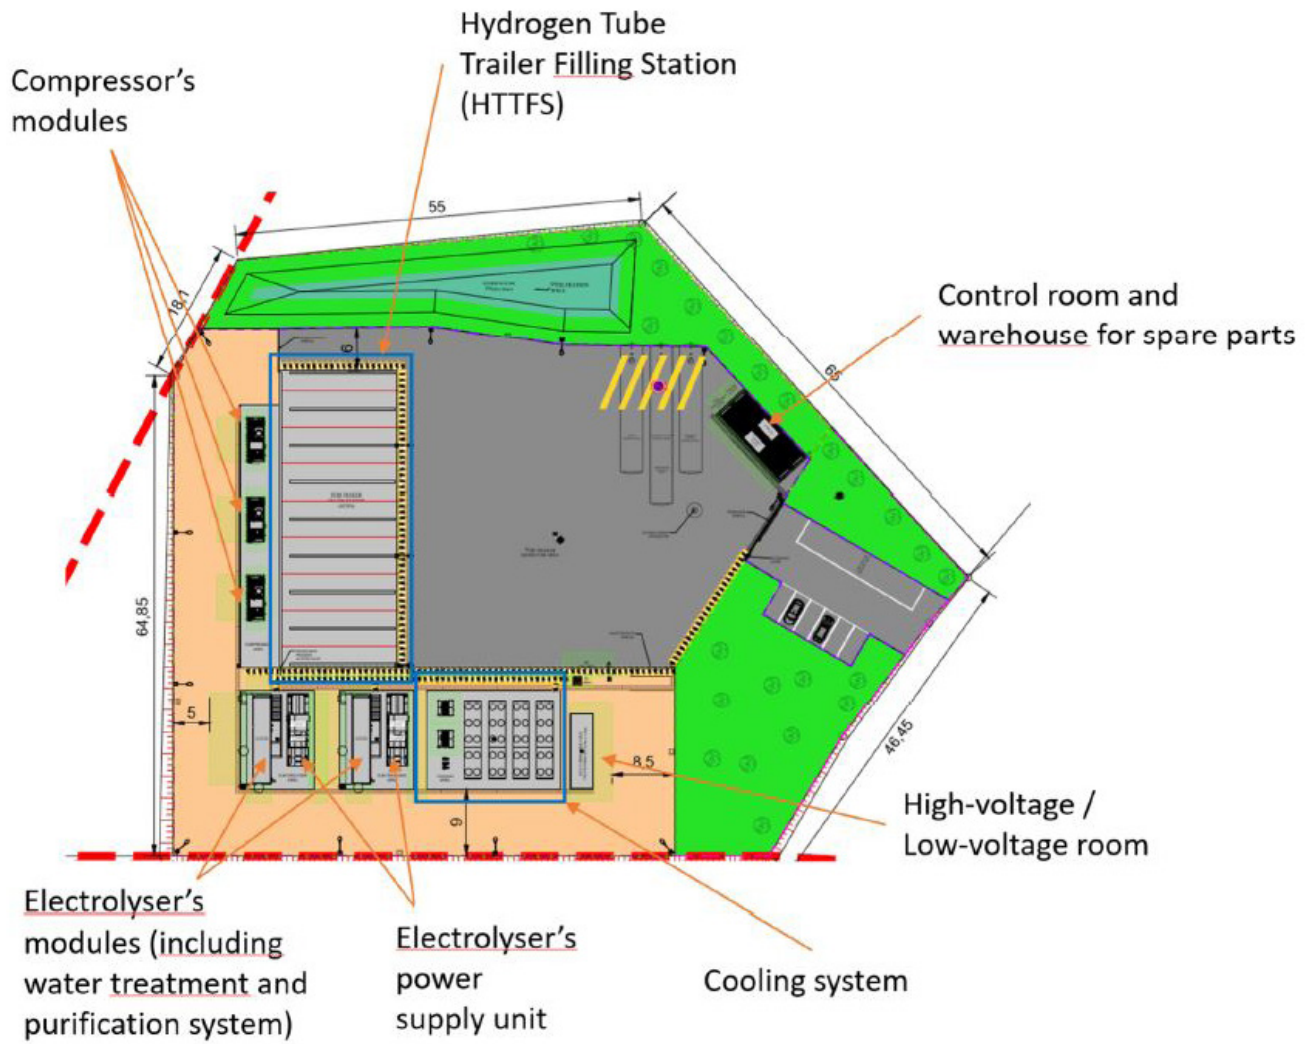 Hydrogen Tube
Trailer Filling Station
(HTTFS)
Compressor's
modules
55
18,1
Control room and
warehouse for spare parts
65
6
64,85
5
8,5
46,45
9
High-voltage /
Low-voltage room
Electrolyser's
modules (including
water treatment and
purification system)
Electrolyser's
power
supply unit
Cooling system